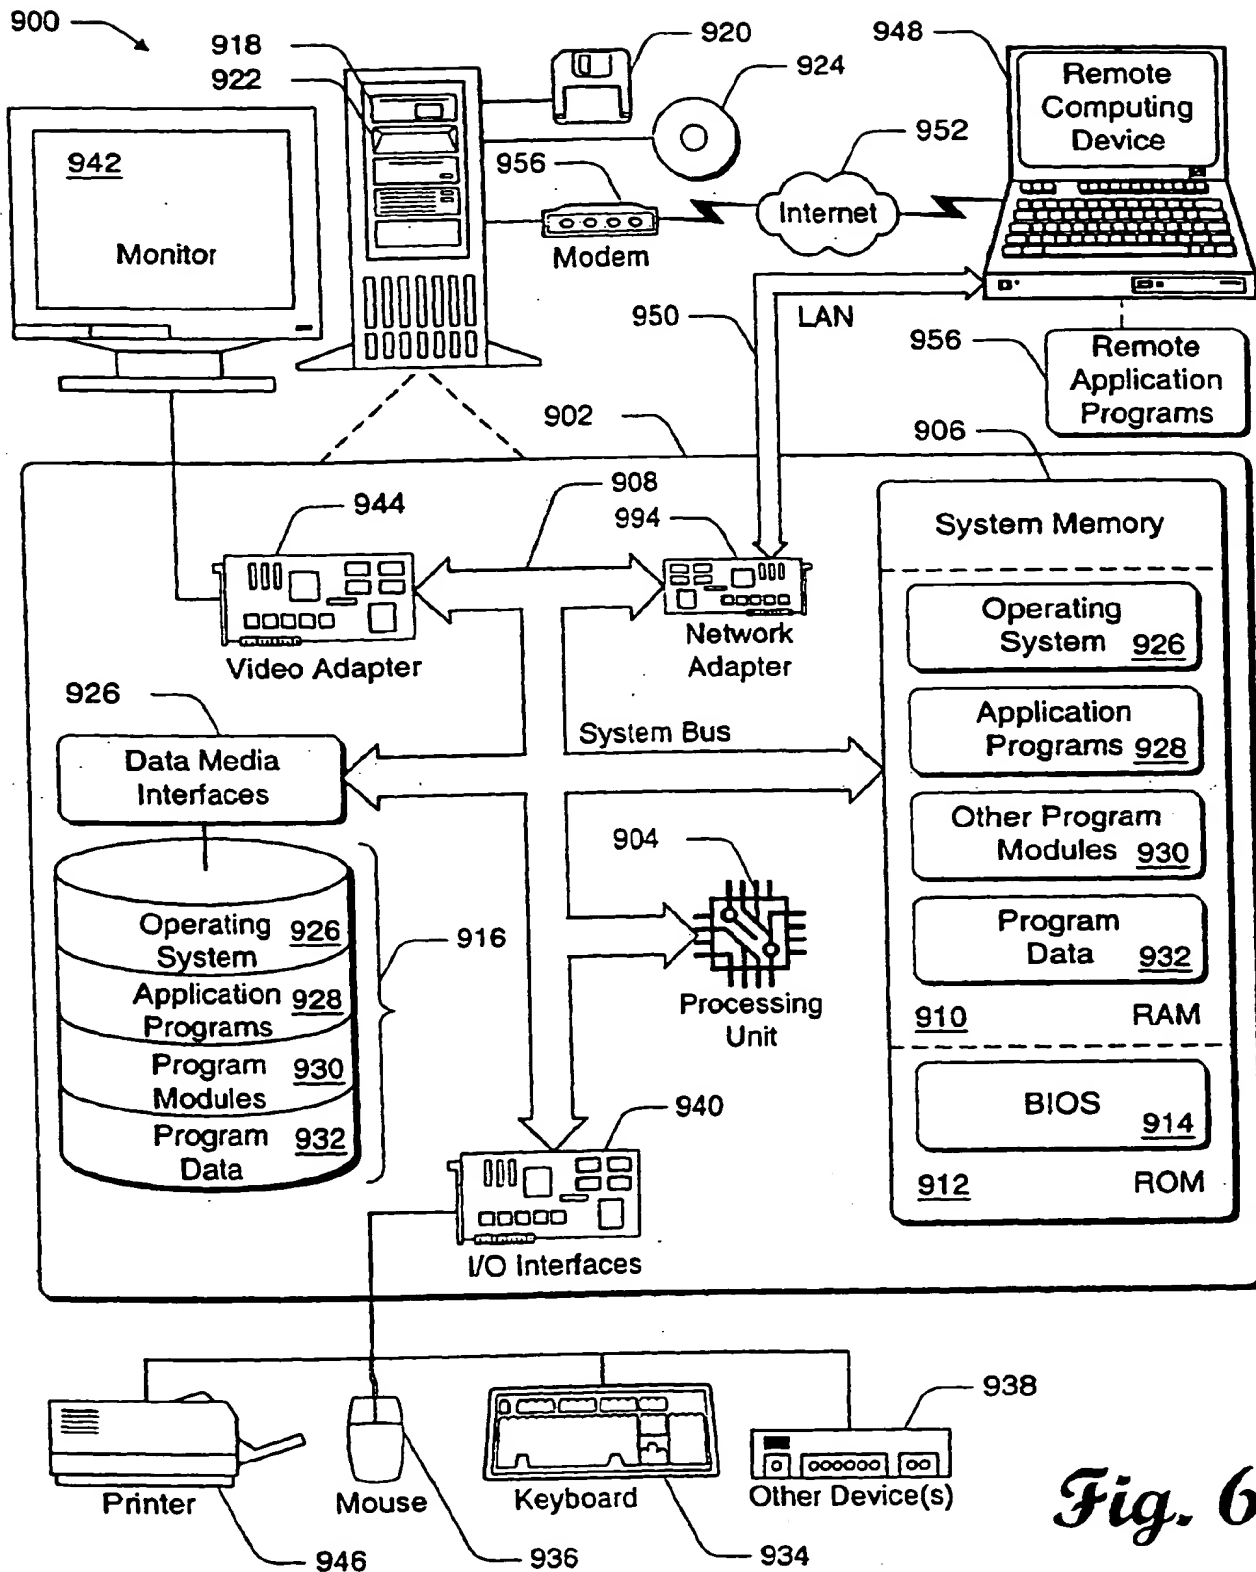 900
918
922
920
924
948
Remote
Computing
Device
942
Monitor
956
Modem
952
Internet
950
LAN
956
Remote
Application
Programs
902
906
908
944
994
Video Adapter
Network
Adapter
System Memory
Operating
System 926
Application
Programs 928
Other Program
Modules 930
Program
Data 932
910 RAM
BIOS
914
912 ROM
926
Data Media
Interfaces
System Bus
904
Processing
Unit
Operating
System 926
Application
Programs 928
Program
Modules 930
Program
Data 932
916
940
I/O Interfaces
Printer
946
Mouse
936
Keyboard
934
938
Other Device(s)
Fig. 6